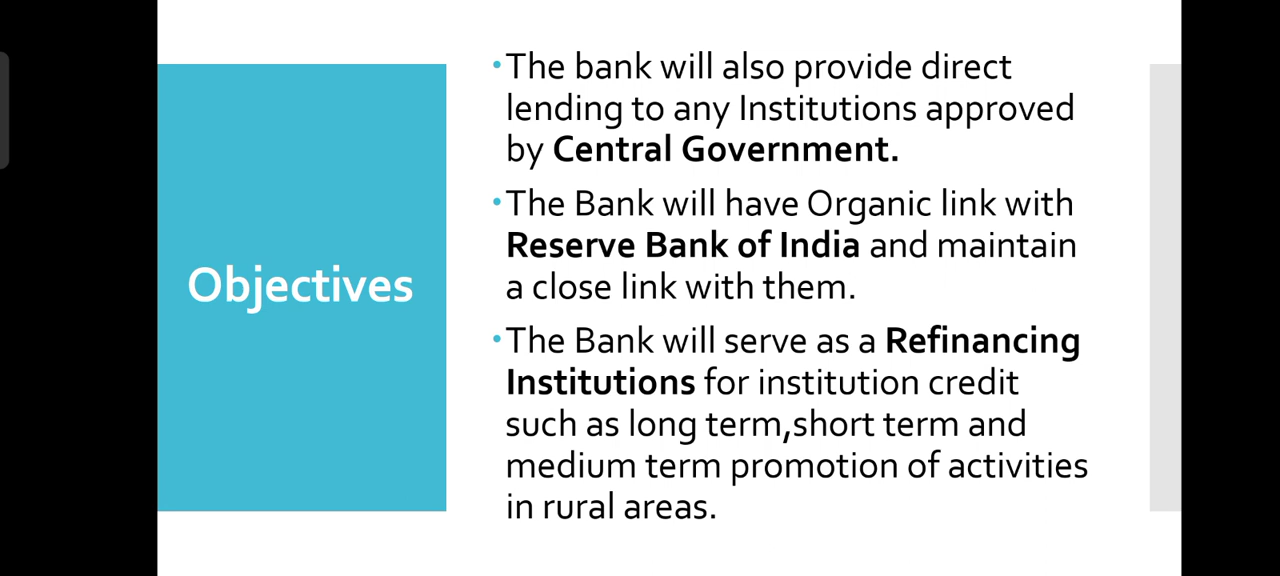 Objectives
•The bank will also provide direct
lending to any Institutions approved
by Central Government.
•The Bank will have Organic link with
Reserve Bank of India and maintain
a close link with them.
•The Bank will serve as a Refinancing
Institutions for institution credit
such as long term,short term and
medium term promotion of activities
in rural areas.